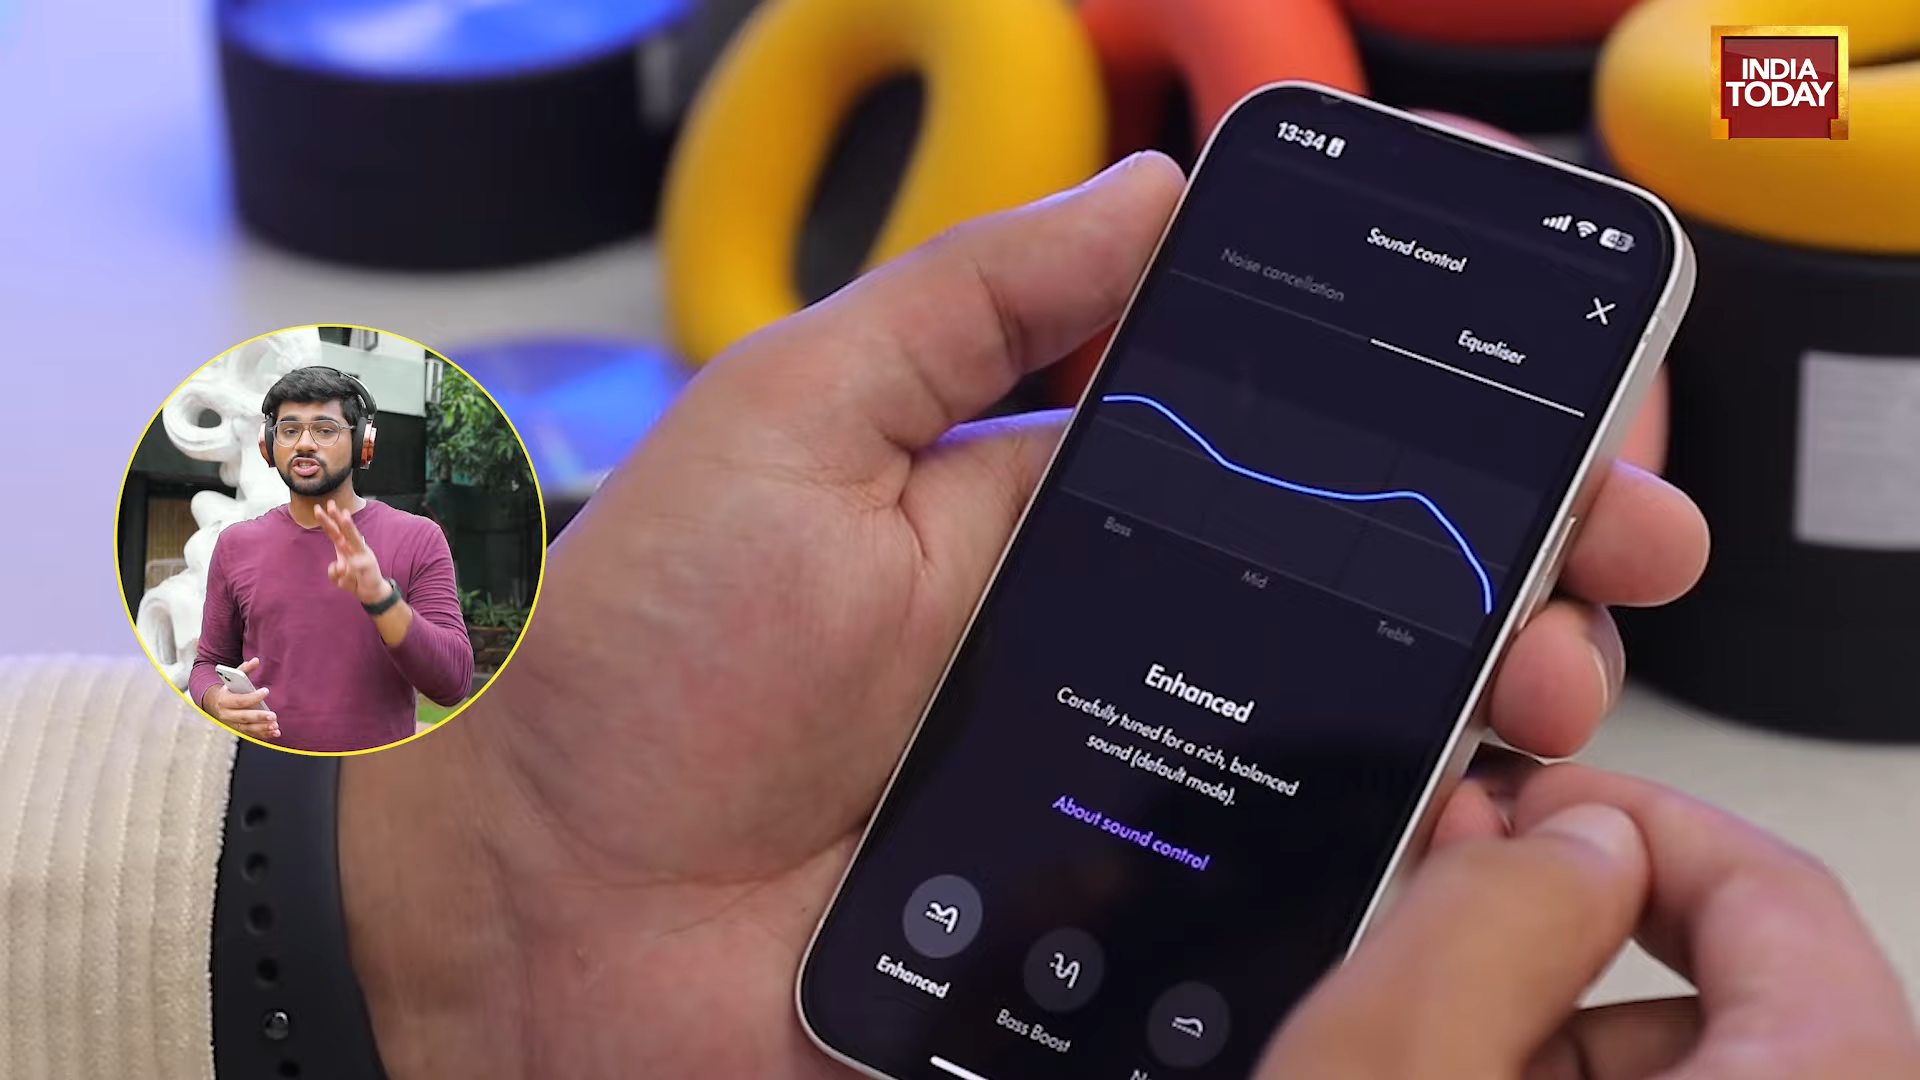 INDIA
TODAY
13:34
45
Sound control
Noise cancellation
Equaliser
Bass
Mid
Treble
Enhanced
Carefully tuned for a rich, balanced
sound (default mode).
About sound control
Enhanced
Bass Boost